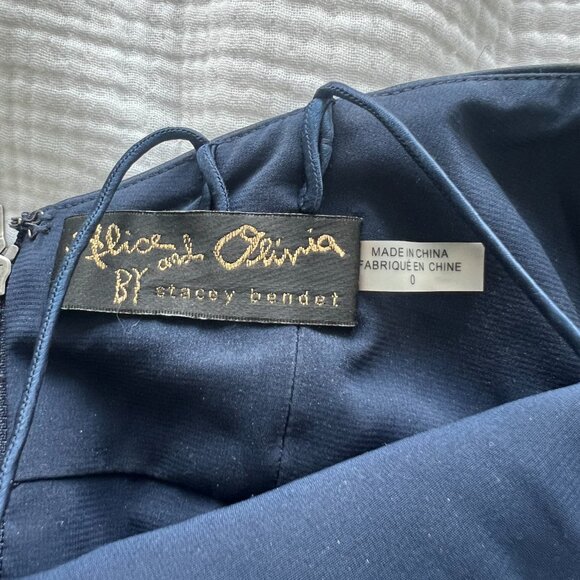 Alice and Olivia
BY stacey bendet
MADE IN CHINA
FABRIQUÉ EN CHINE
0